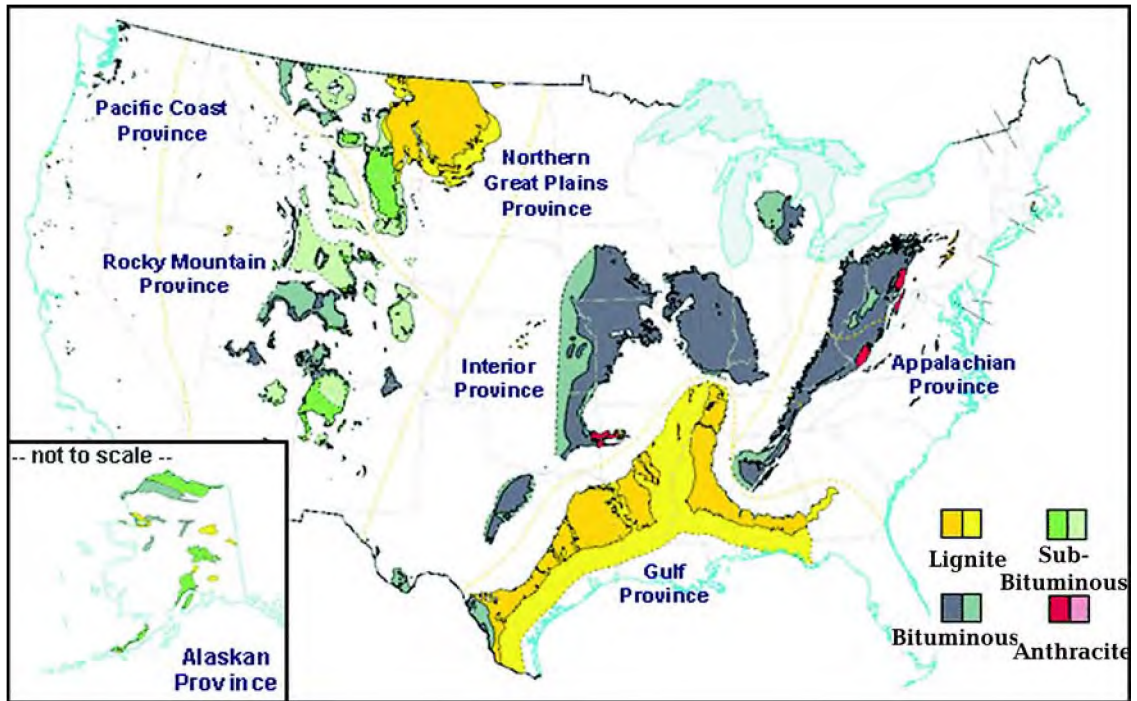 Pacific Coast
Province
Northern
Great Plains
Province
Rocky Mountain
Province
Interior
Province
Appalachian
Province
-- not to scale --
Gulf
Province
Alaskan
Province
Lignite
Sub-
Bituminous
Bituminous
Anthracite